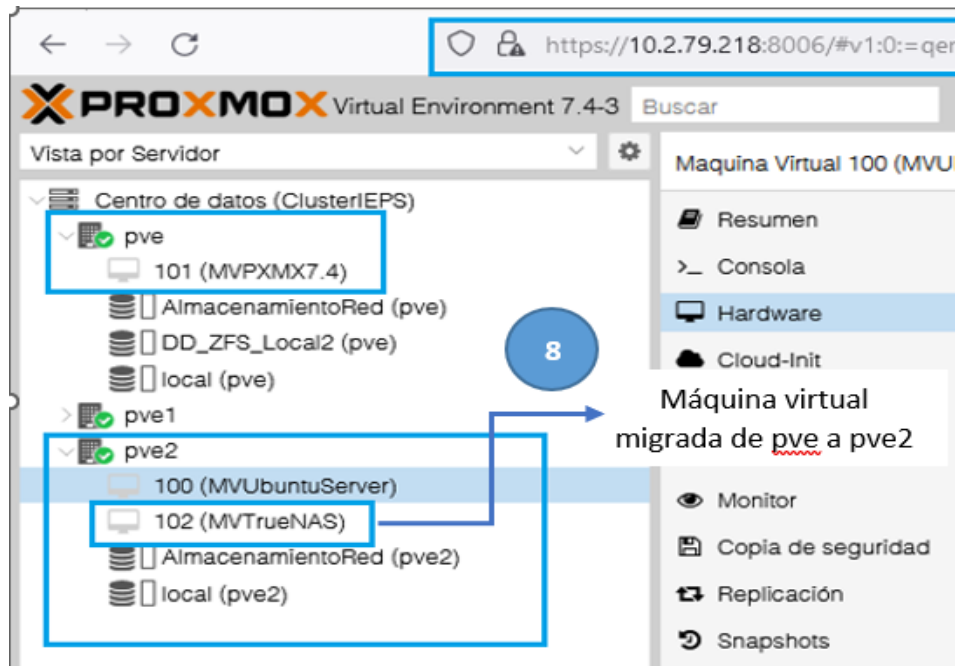 https://10.2.79.218:8006/#v1:0:=qer
PROXMOX Virtual Environment 7.4-3 Buscar
Vista por Servidor
Centro de datos (ClusterIEPS)
pve
101 (MVPXMX7.4)
AlmacenamientoRed (pve)
DD_ZFS_Local2 (pve)
local (pve)
pve1
pve2
100 (MVUbuntuServer)
102 (MVTrueNAS)
AlmacenamientoRed (pve2)
local (pve2)
8
Máquina virtual
migrada de pve a pve2
Maquina Virtual 100 (MVU
Resumen
Consola
Hardware
Cloud-Init
Monitor
Copia de seguridad
Replicación
Snapshots